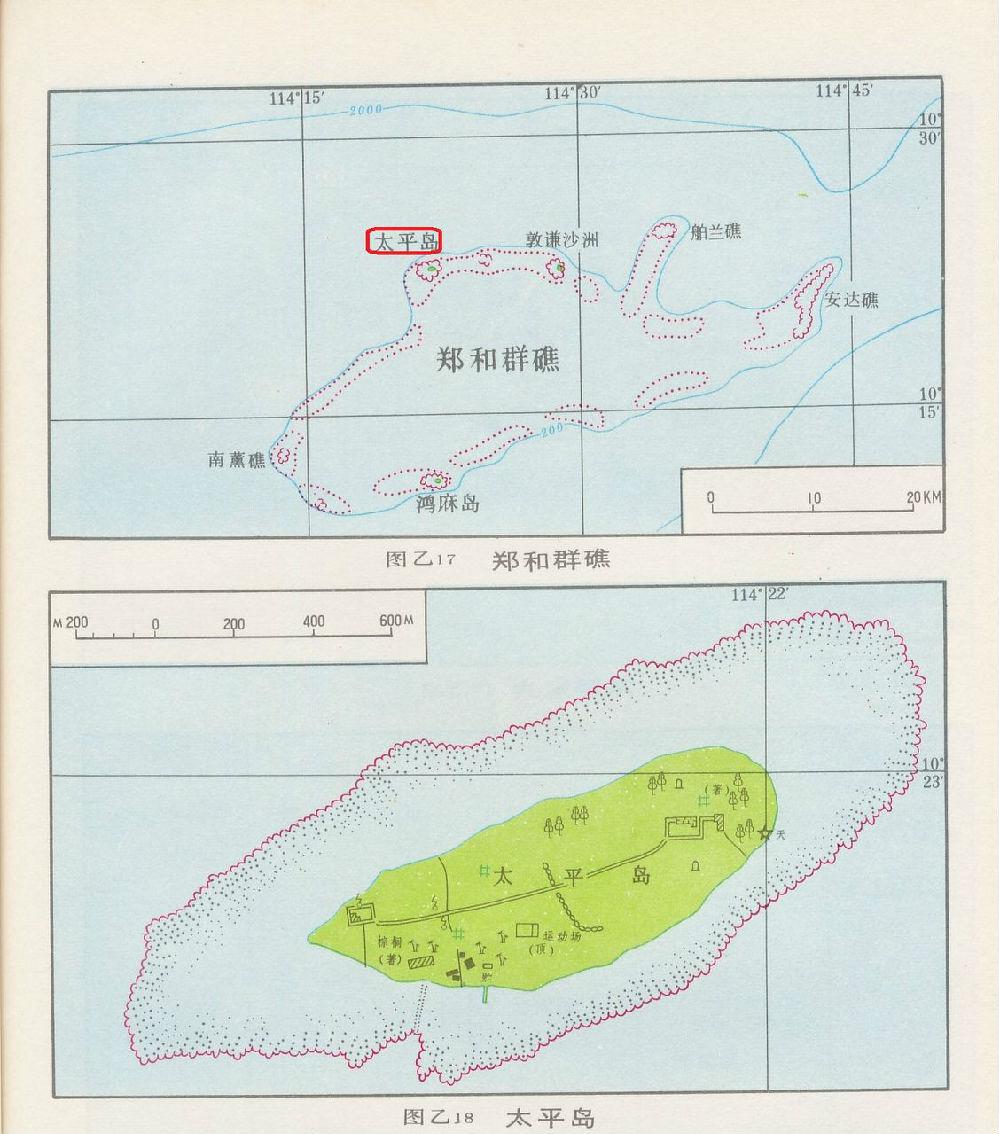 114°15′ 114°30′ 114°45′
-2000
10°
30′
太平岛 敦谦沙洲 舶兰礁
安达礁
郑和群礁
10°
15′
南薰礁
-200
鸿庥岛
0 10 20 KM
图乙17 郑和群礁
114°22′
M 200 0 200 400 600M
10°
23′
(著)
天
太平岛
棕榈
(著)
运动场
(顶)
图乙18 太平岛